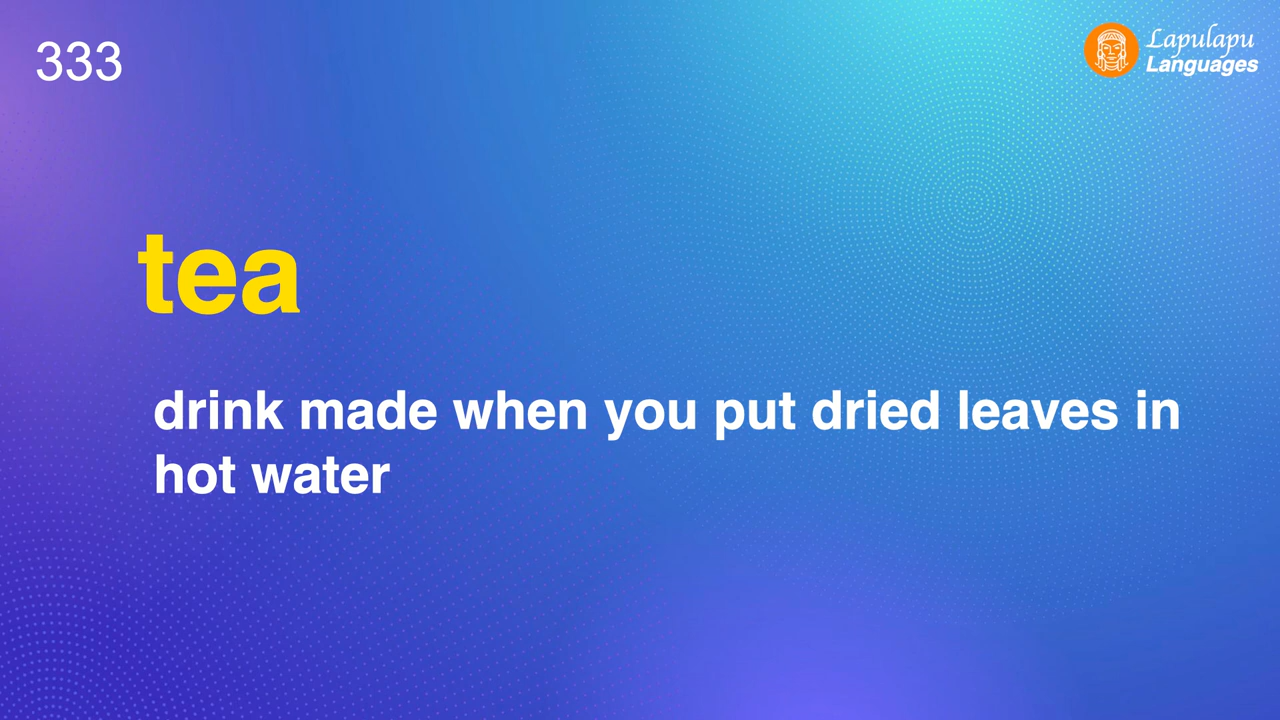 333
Lapulapu
Languages
tea
drink made when you put dried leaves in
hot water